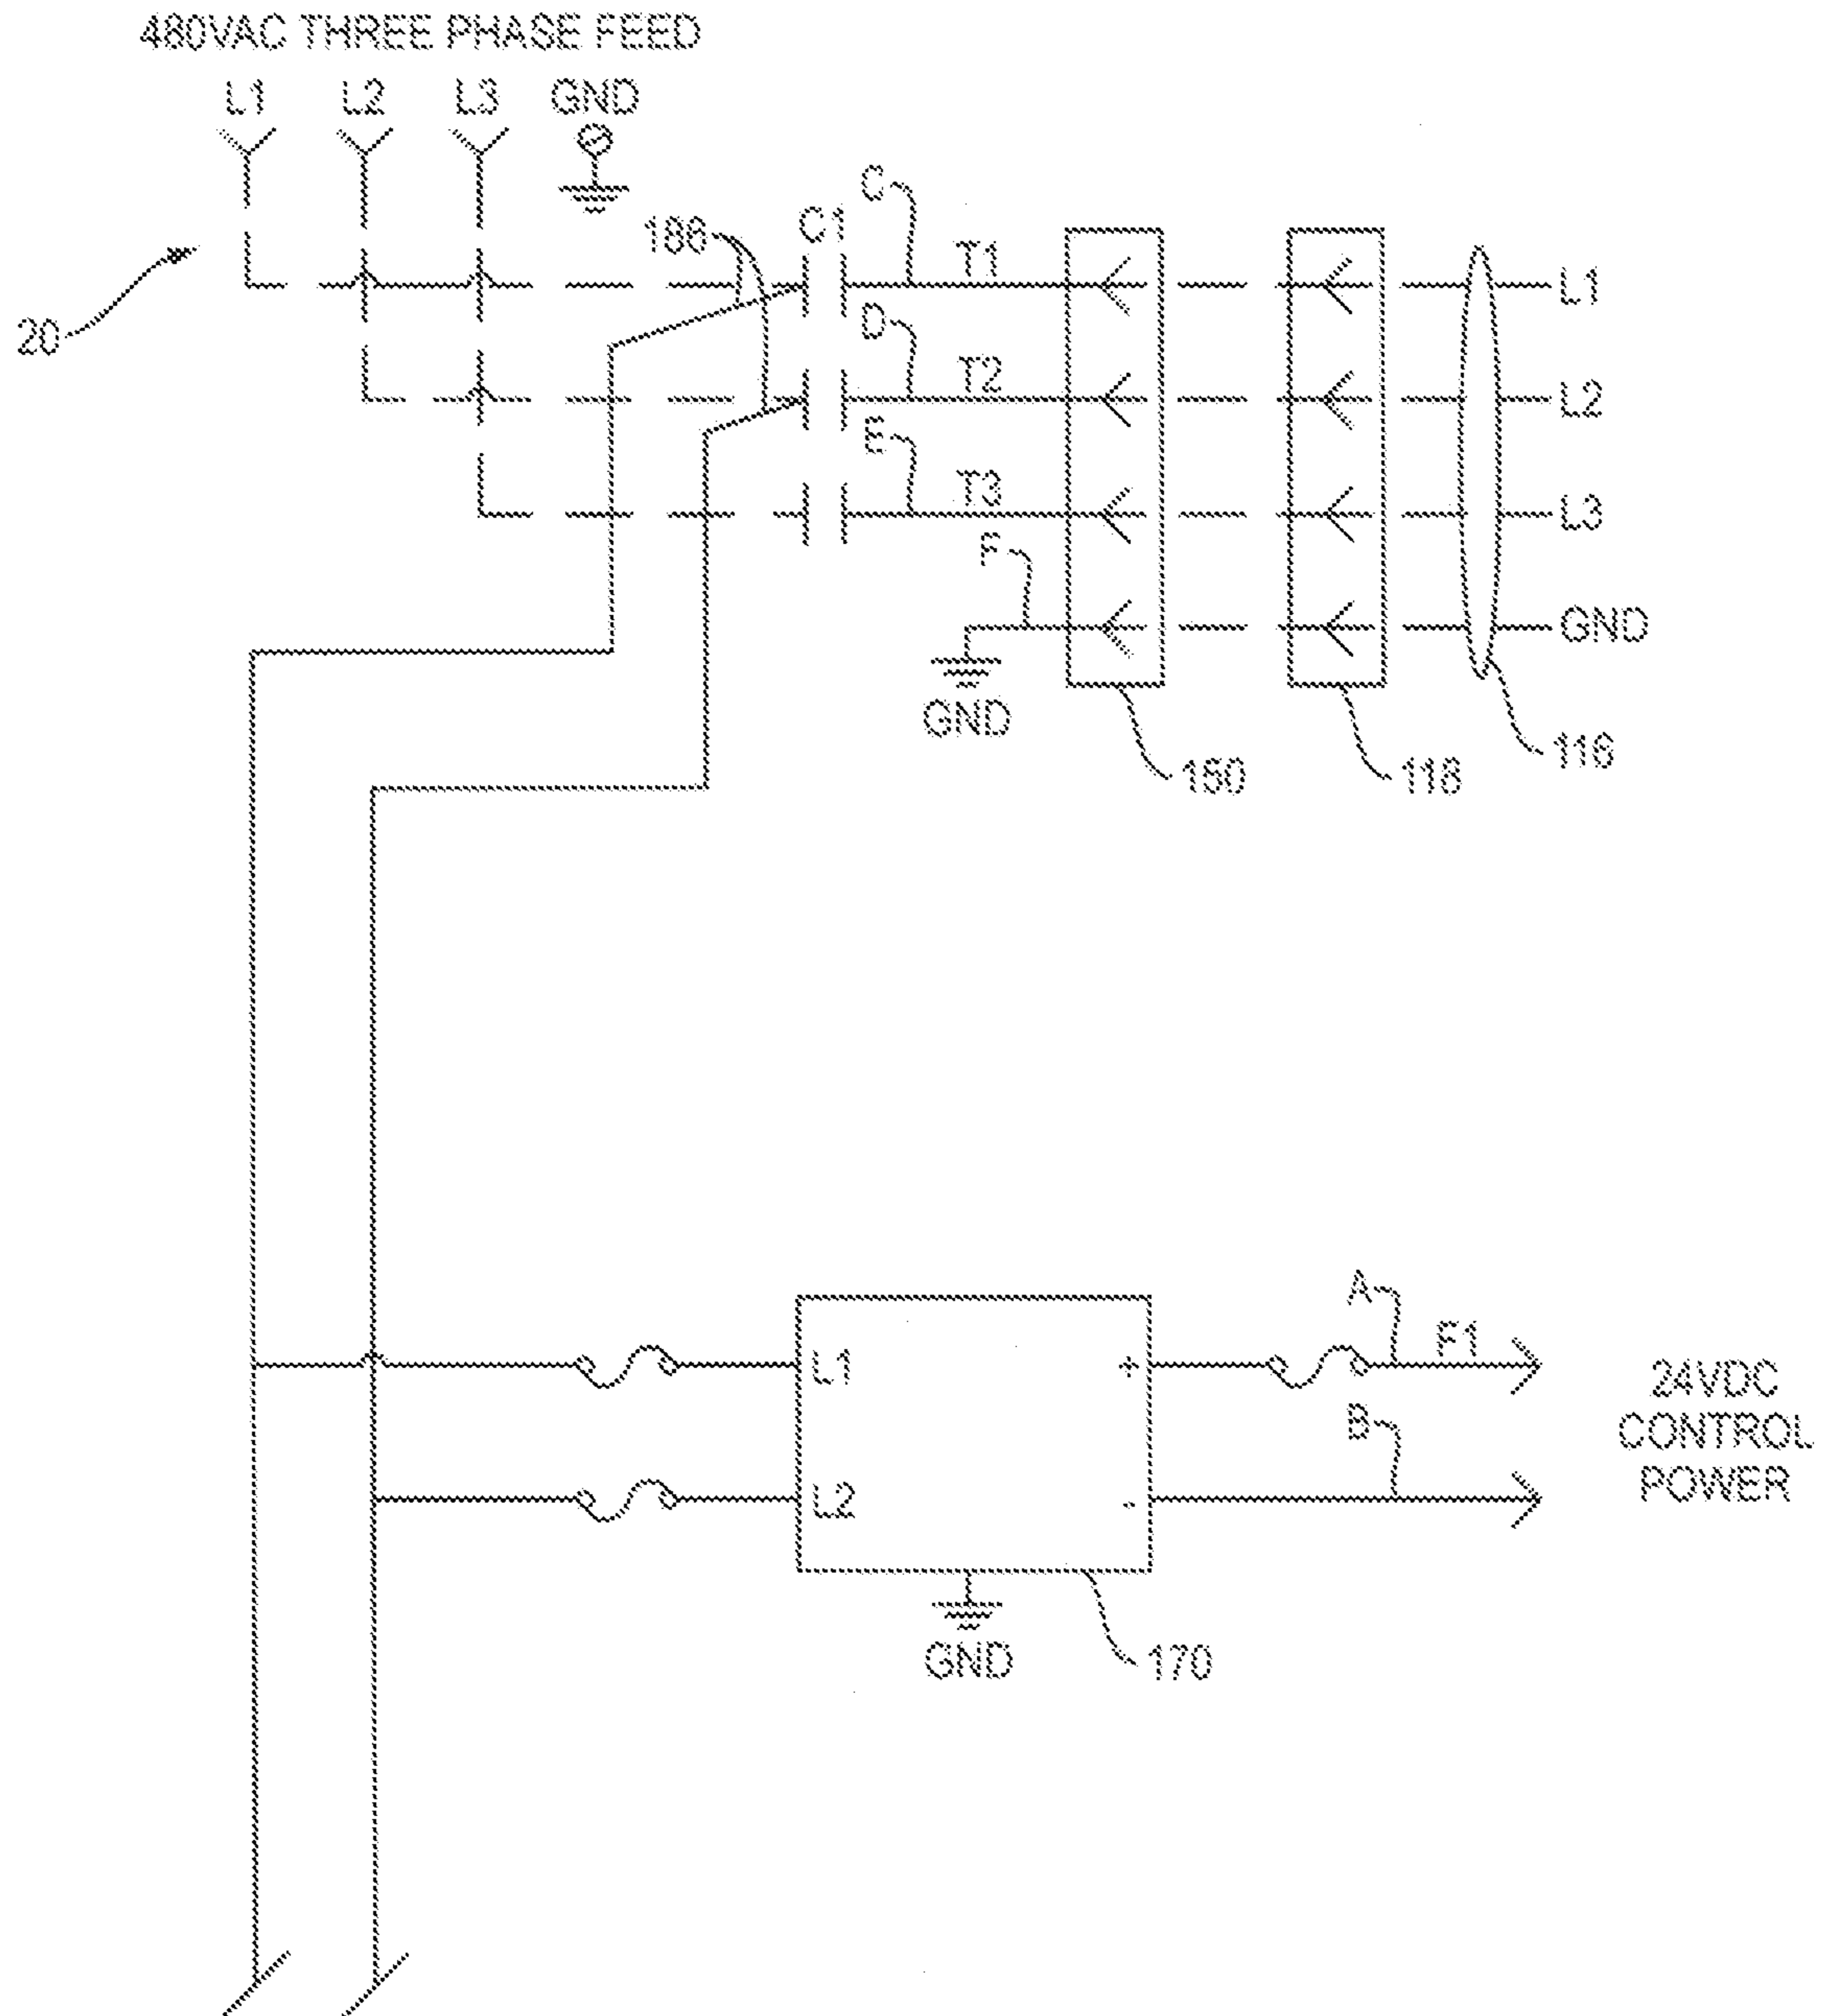 480VAC THREE PHASE FEED
L1 L2 L3 GND
20
186
C1
C
T1
L1
D
T2
L2
E
T3
L3
F
GND
GND
150
118
116
L1
L2
+
-
A
F1
B
24VDC
CONTROL
POWER
GND
170